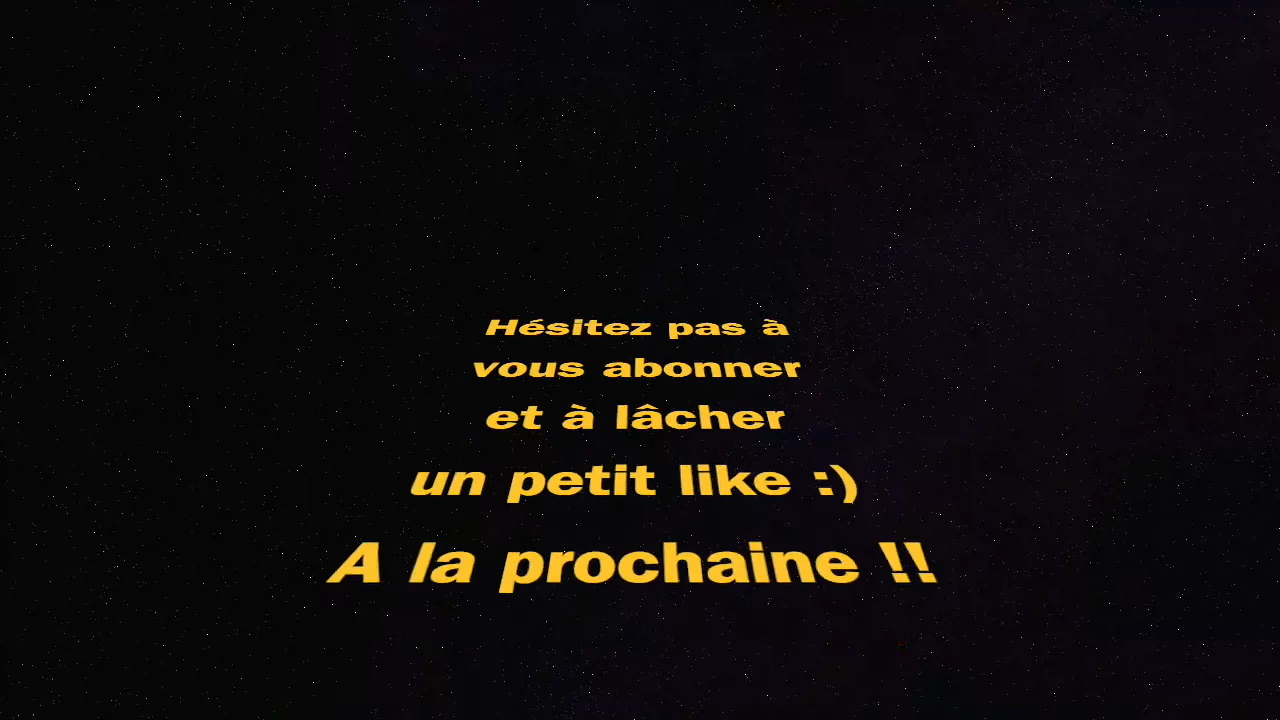 Hésitez pas à
vous abonner
et à lâcher
un petit like :)
A la prochaine !!